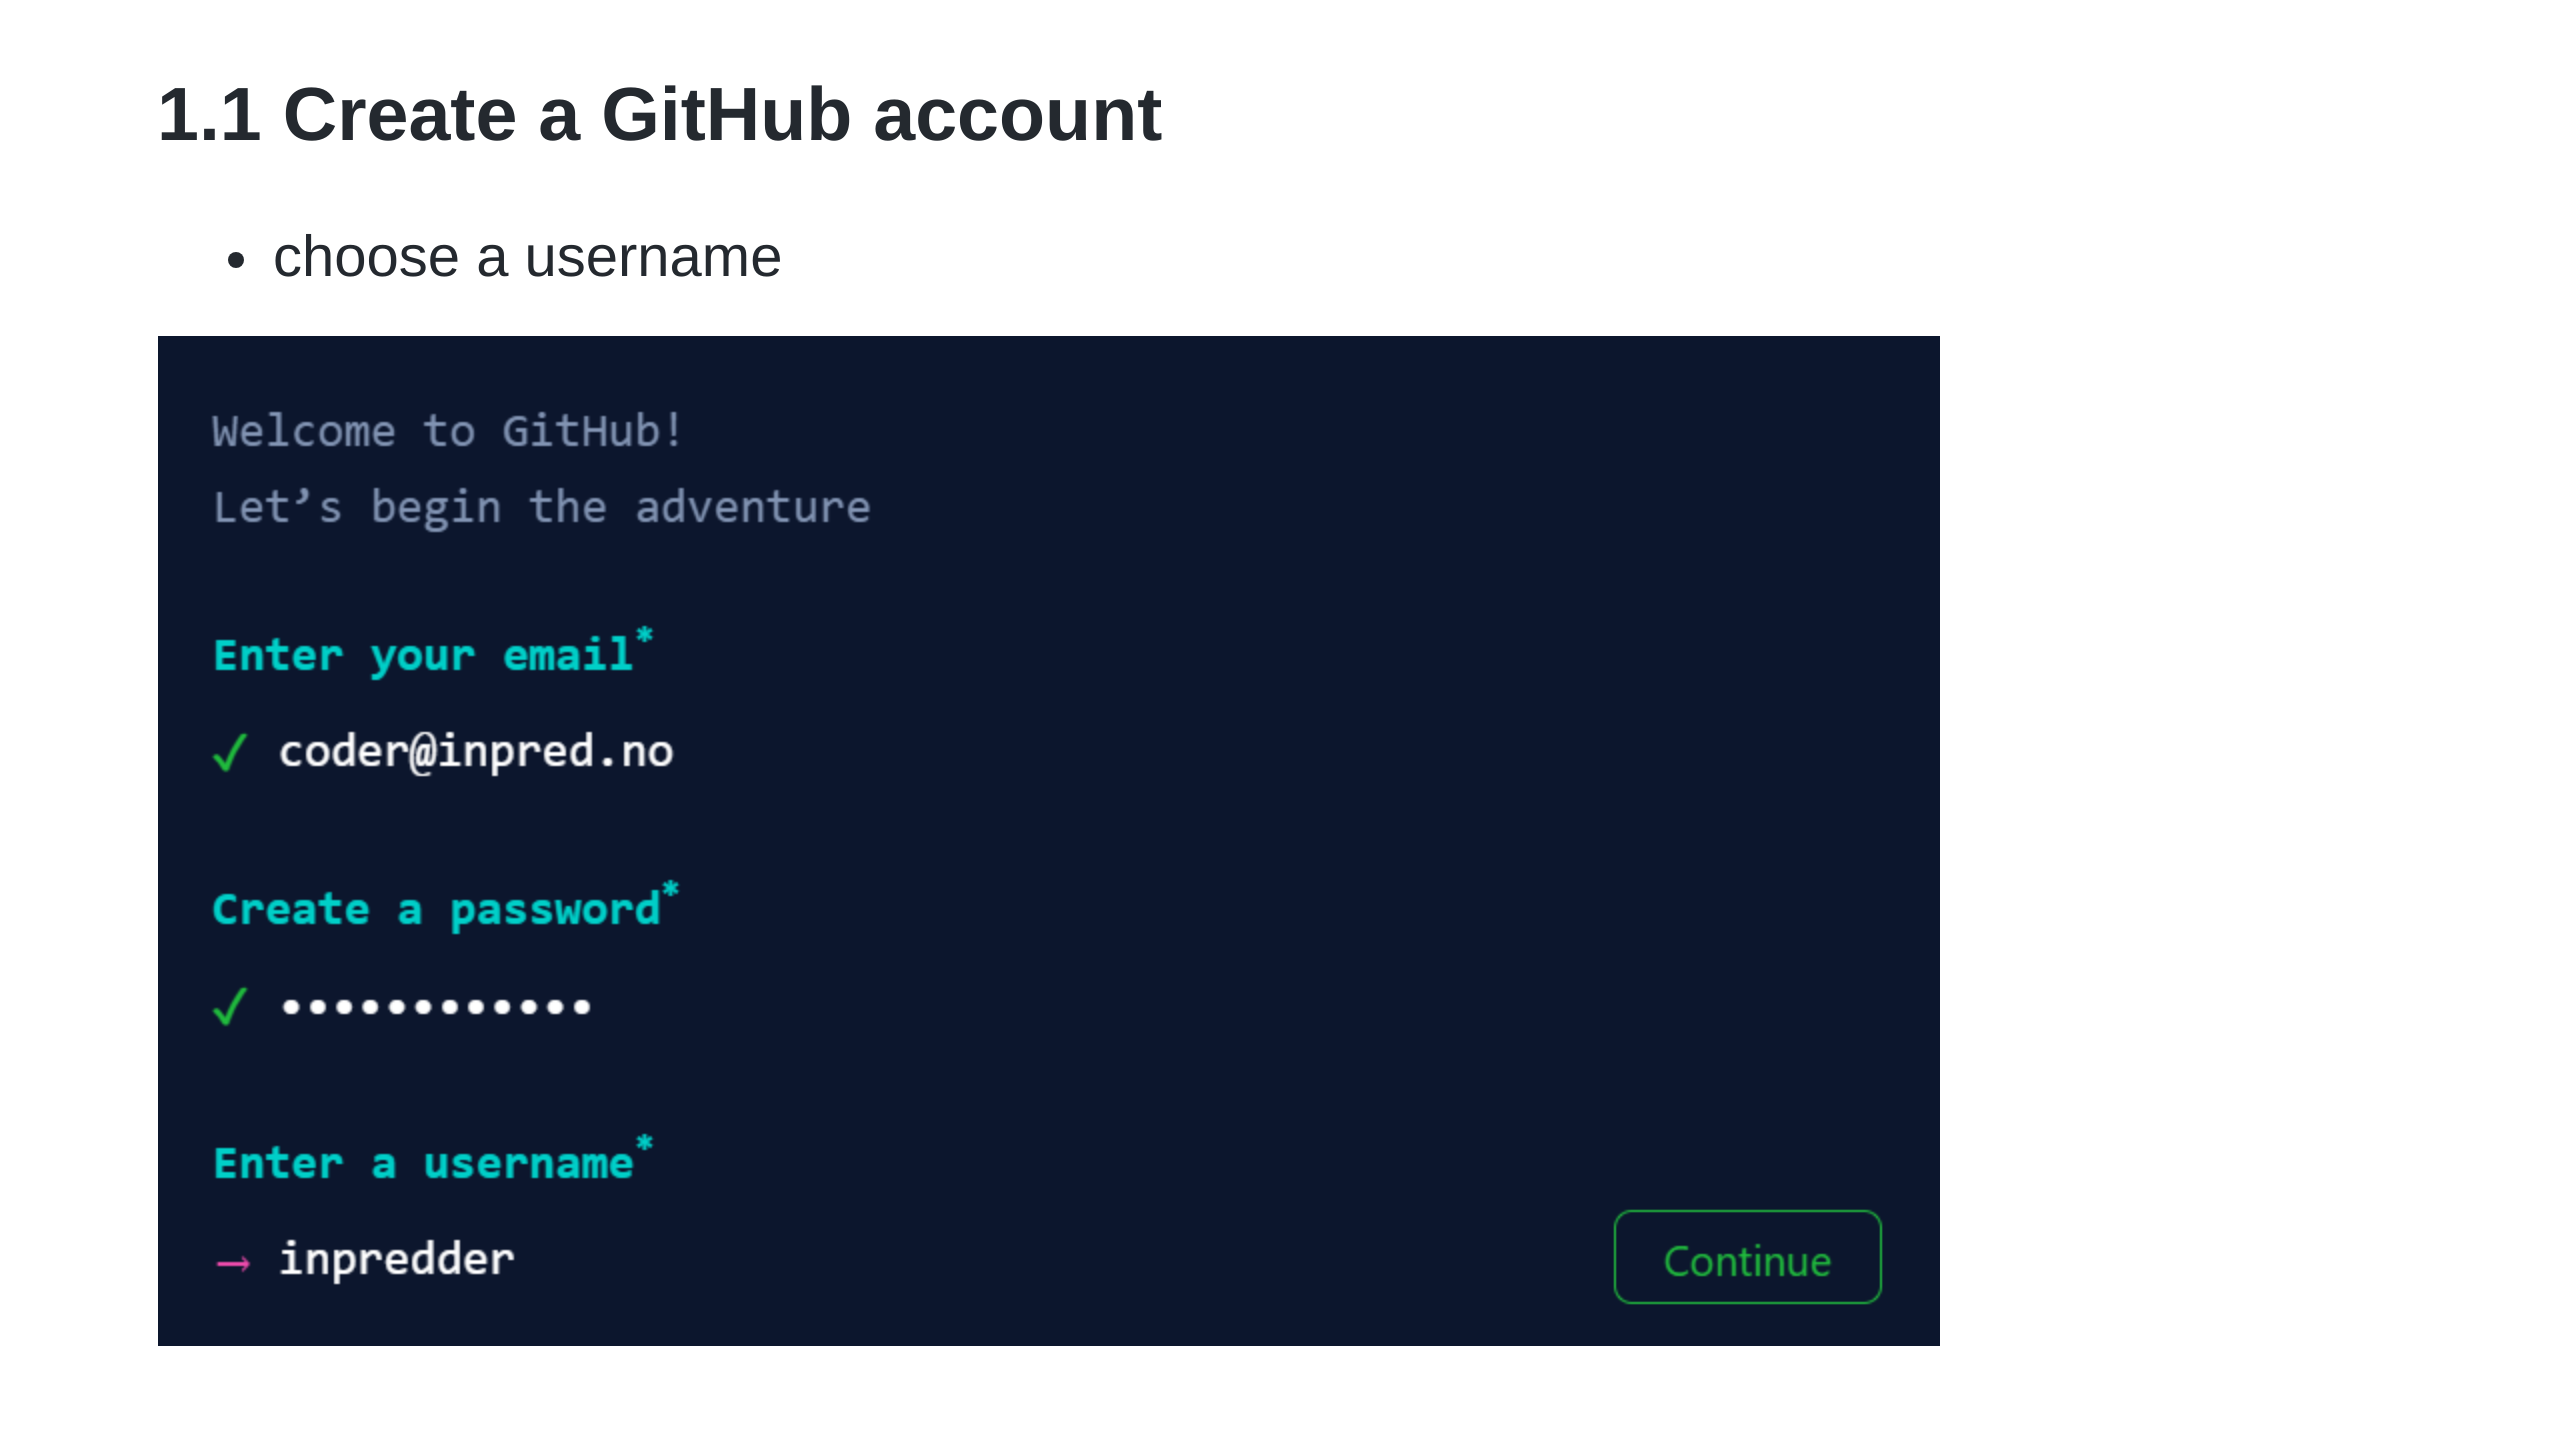 1.1 Create a GitHub account
• choose a username
Welcome to GitHub!
Let’s begin the adventure
Enter your email*
✓ coder@inpred.no
Create a password*
✓ ••••••••••••
Enter a username*
→ inpredder
Continue